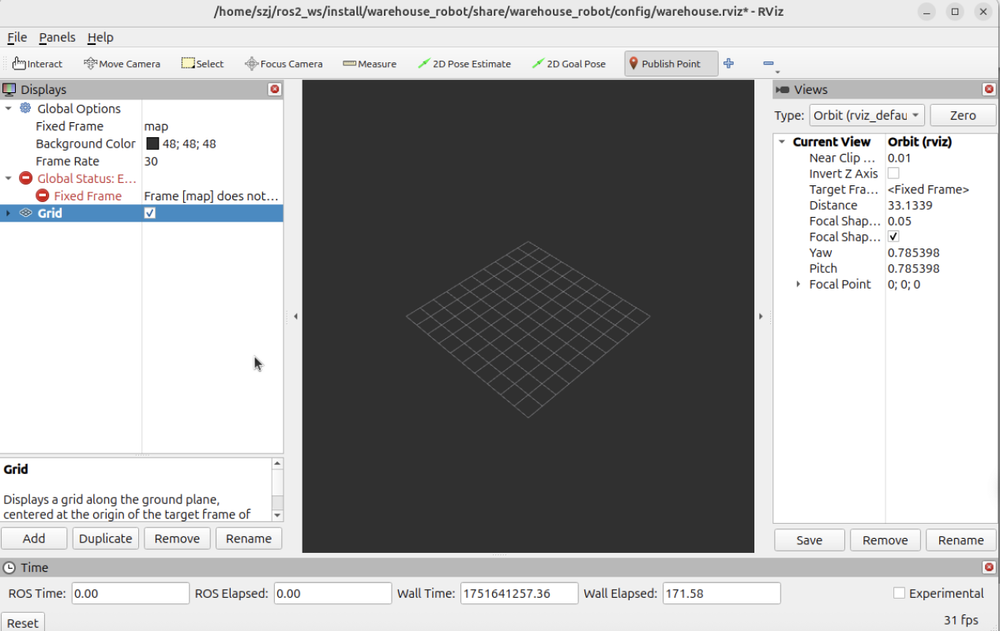 /home/szj/ros2_ws/install/warehouse_robot/share/warehouse_robot/config/warehouse.rviz* - RViz
File Panels Help
Interact Move Camera Select Focus Camera Measure 2D Pose Estimate 2D Goal Pose Publish Point
Displays
Global Options
Fixed Frame map
Background Color 48; 48; 48
Frame Rate 30
Global Status: E...
Fixed Frame Frame [map] does not...
Grid
Grid
Displays a grid along the ground plane,
centered at the origin of the target frame of
Add Duplicate Remove Rename
Views
Type: Orbit (rviz_defau Zero
Current View Orbit (rviz)
Near Clip ... 0.01
Invert Z Axis
Target Fra... <Fixed Frame>
Distance 33.1339
Focal Shap... 0.05
Focal Shap...
Yaw 0.785398
Pitch 0.785398
Focal Point 0; 0; 0
Save Remove Rename
Time
ROS Time: 0.00 ROS Elapsed: 0.00 Wall Time: 1751641257.36 Wall Elapsed: 171.58 Experimental
Reset 31 fps